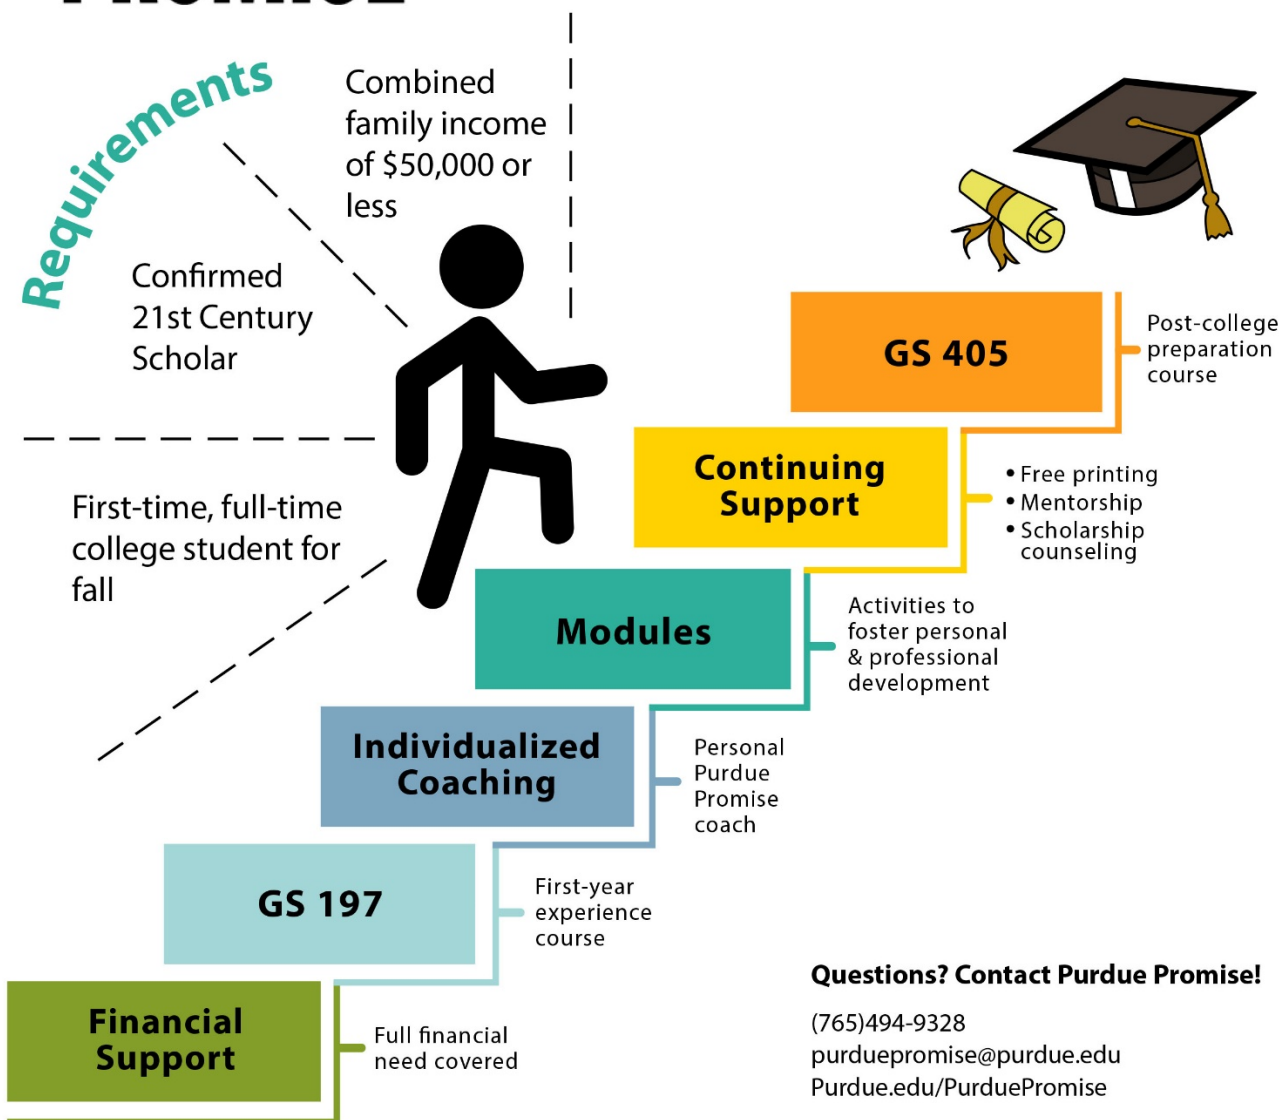 Requirements
Combined
family income
of $50,000 or
less
Confirmed
21st Century
Scholar
First-time, full-time
college student for
fall
GS 405
Post-college
preparation
course
Continuing
Support
• Free printing
• Mentorship
• Scholarship
counseling
Modules
Activities to
foster personal
& professional
development
Individualized
Coaching
Personal
Purdue
Promise
coach
GS 197
First-year
experience
course
Financial
Support
Full financial
need covered
Questions? Contact Purdue Promise!
(765)494-9328
purduepromise@purdue.edu
Purdue.edu/PurduePromise